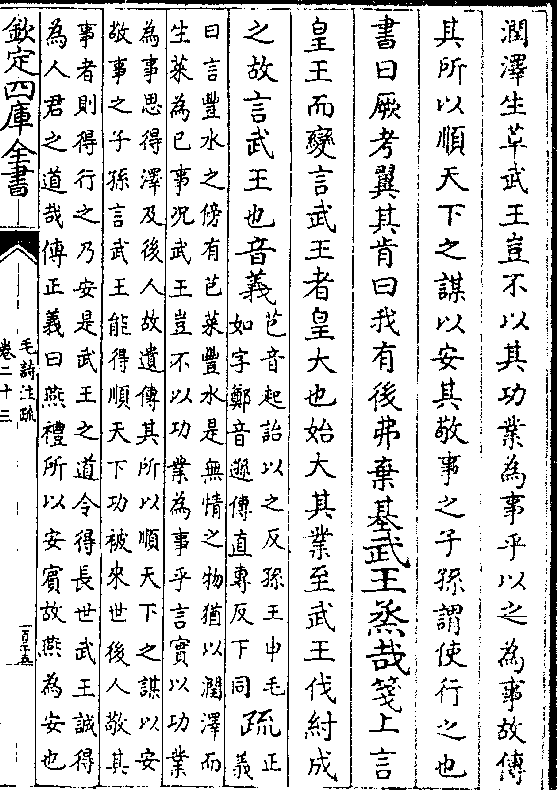 潤澤生草武王豈不以其功業為事乎以之為事故傳
其所以順天下之謀以安其敬事之子孫謂使行之也
書曰厥考翼其肯曰我有後弗棄基武王烝哉箋上言
皇王而變言武王者皇大也始大其業至武王伐紂成
之故言武王也音義
芑音起詒以之反孫王申毛
如字鄭音遜傳直專反下同
疏
正
義
曰言豐水之傍有芑菜豐水是無情之物猶以潤澤而
生菜為已事况武王豈不以功業為事乎言實以功業
為事思得澤及後人故遺傳其所以順天下之謀以安
敬事之子孫言武王能得順天下功被來世後人敬其
事者則得行之乃安是武王之道令得長世武王誠得
為人君之道哉傳正義曰燕禮所以安賓故燕為安也
欽定四庫全書
毛詩注疏
卷二十三